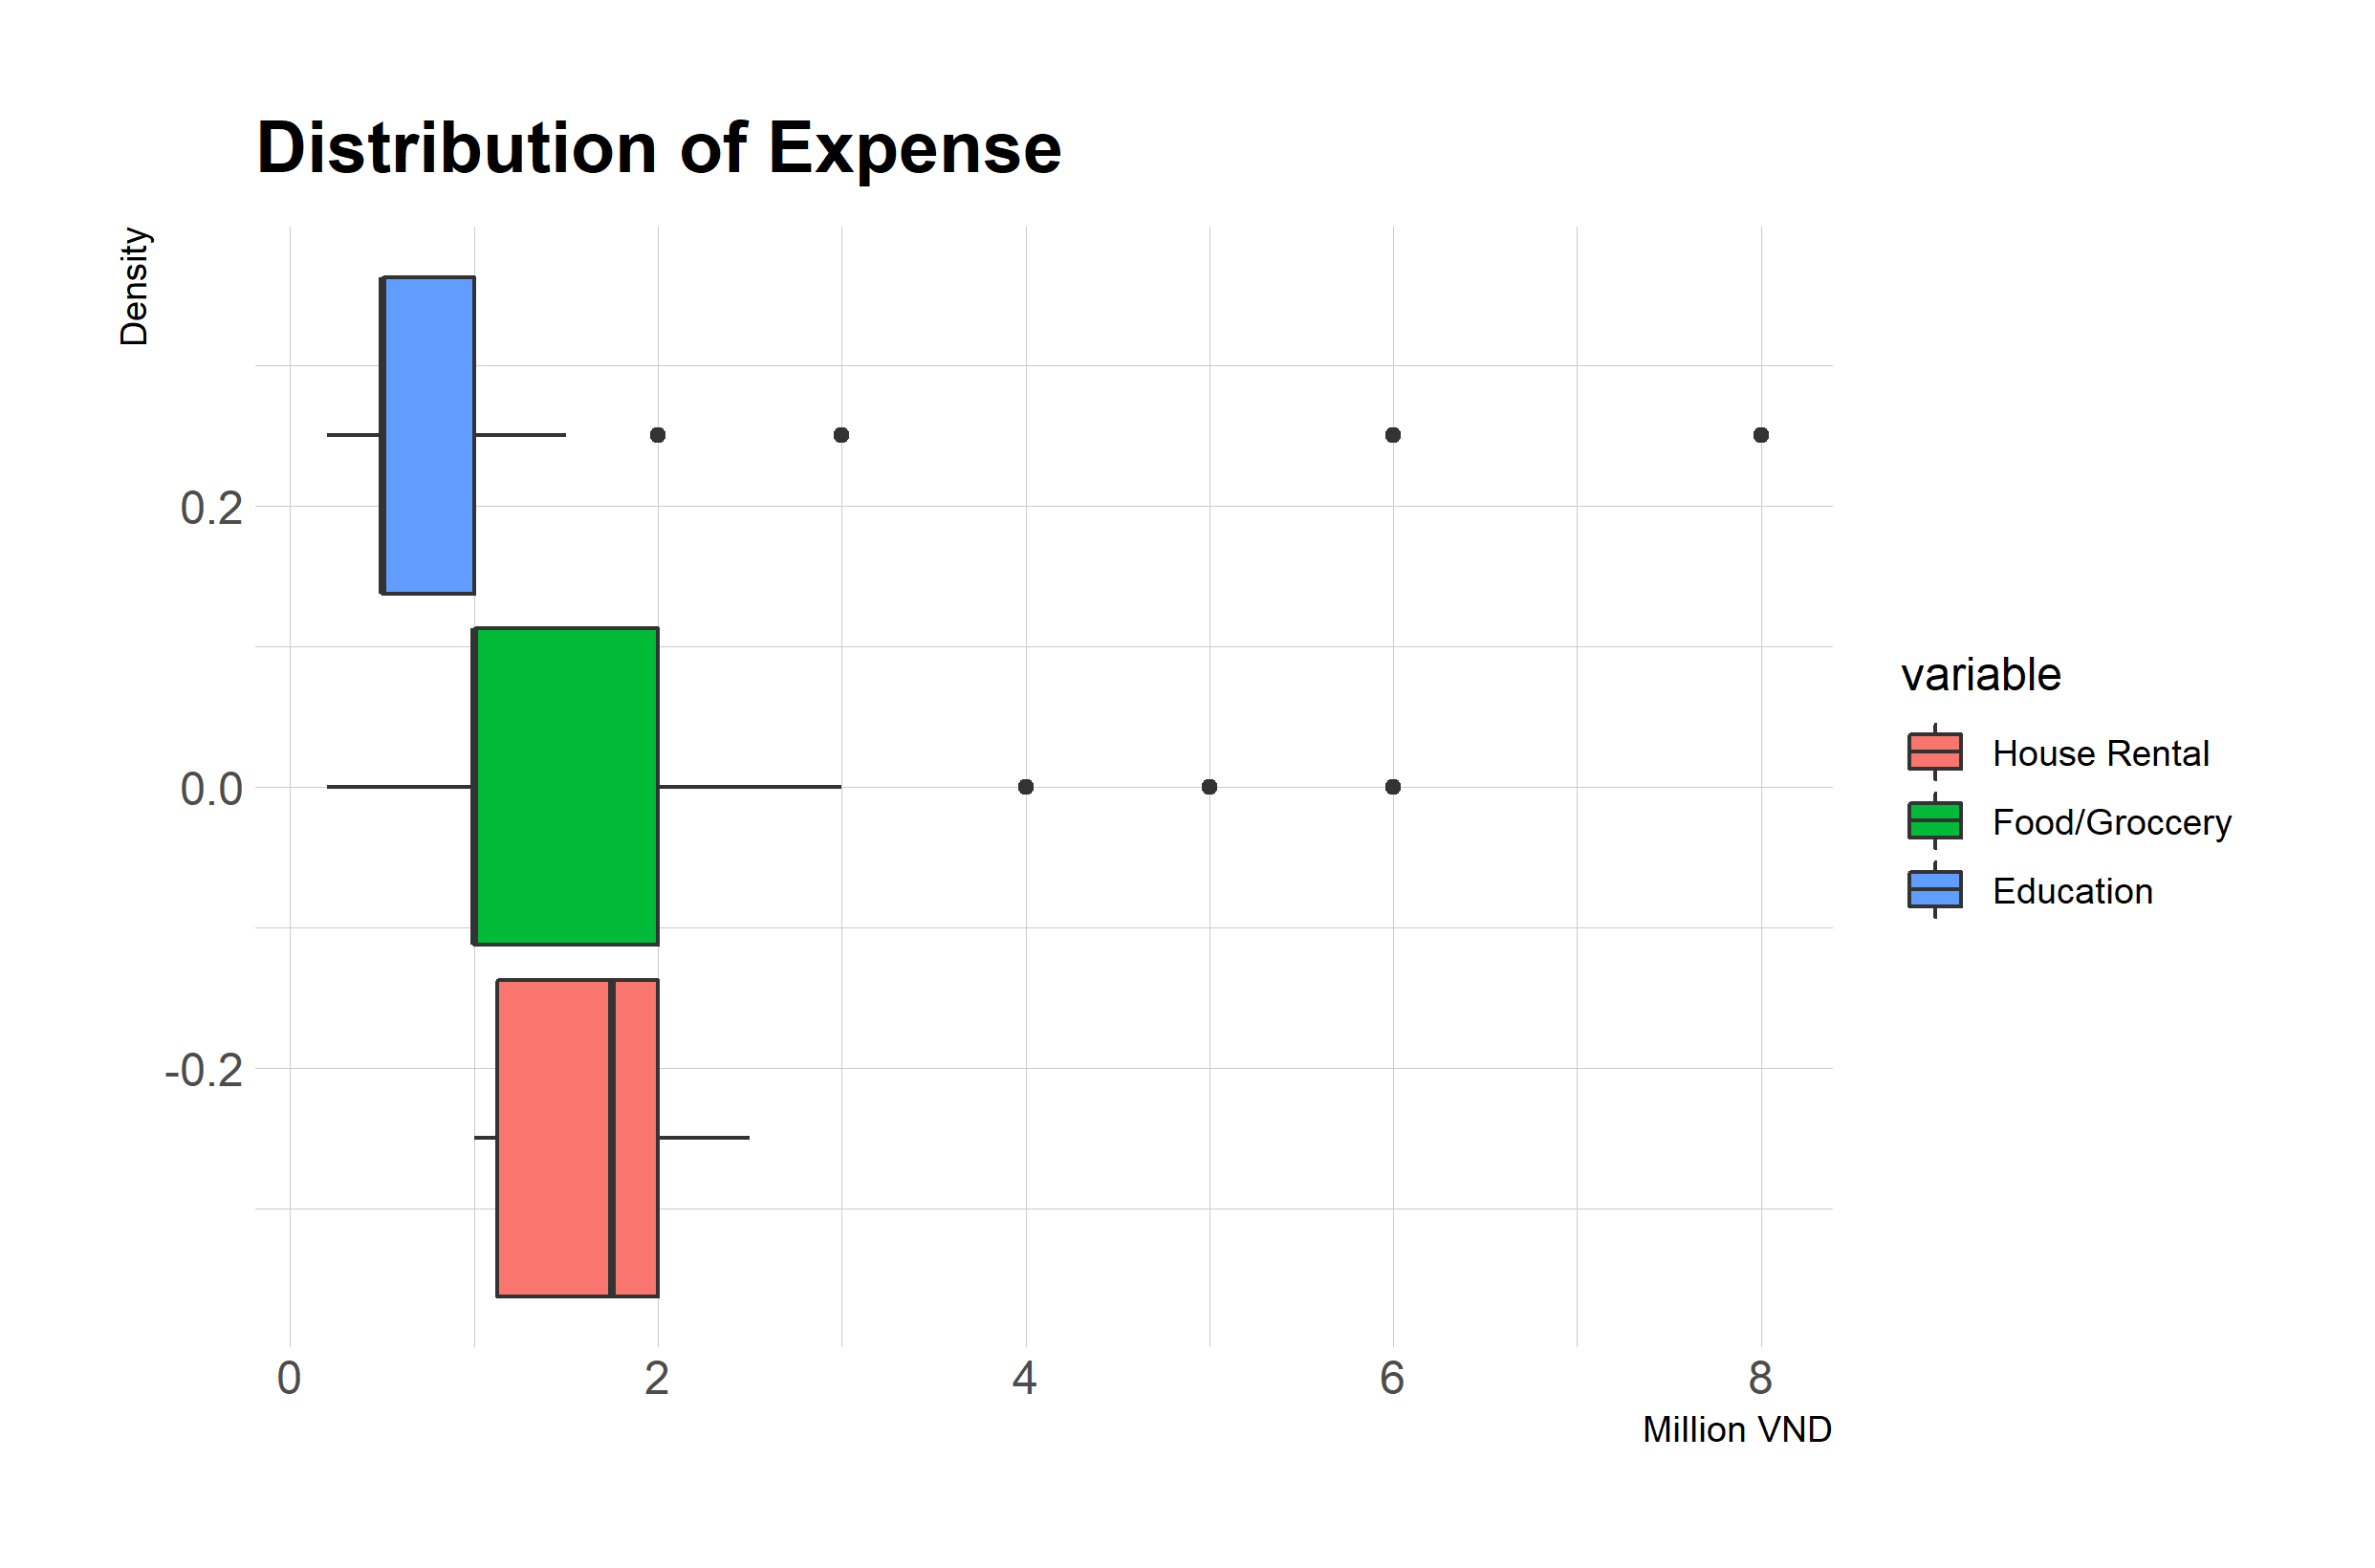 Distribution of Expense
Density
0.2
0.0
-0.2
0 2 4 6 8
Million VND
variable
House Rental
Food/Groccery
Education